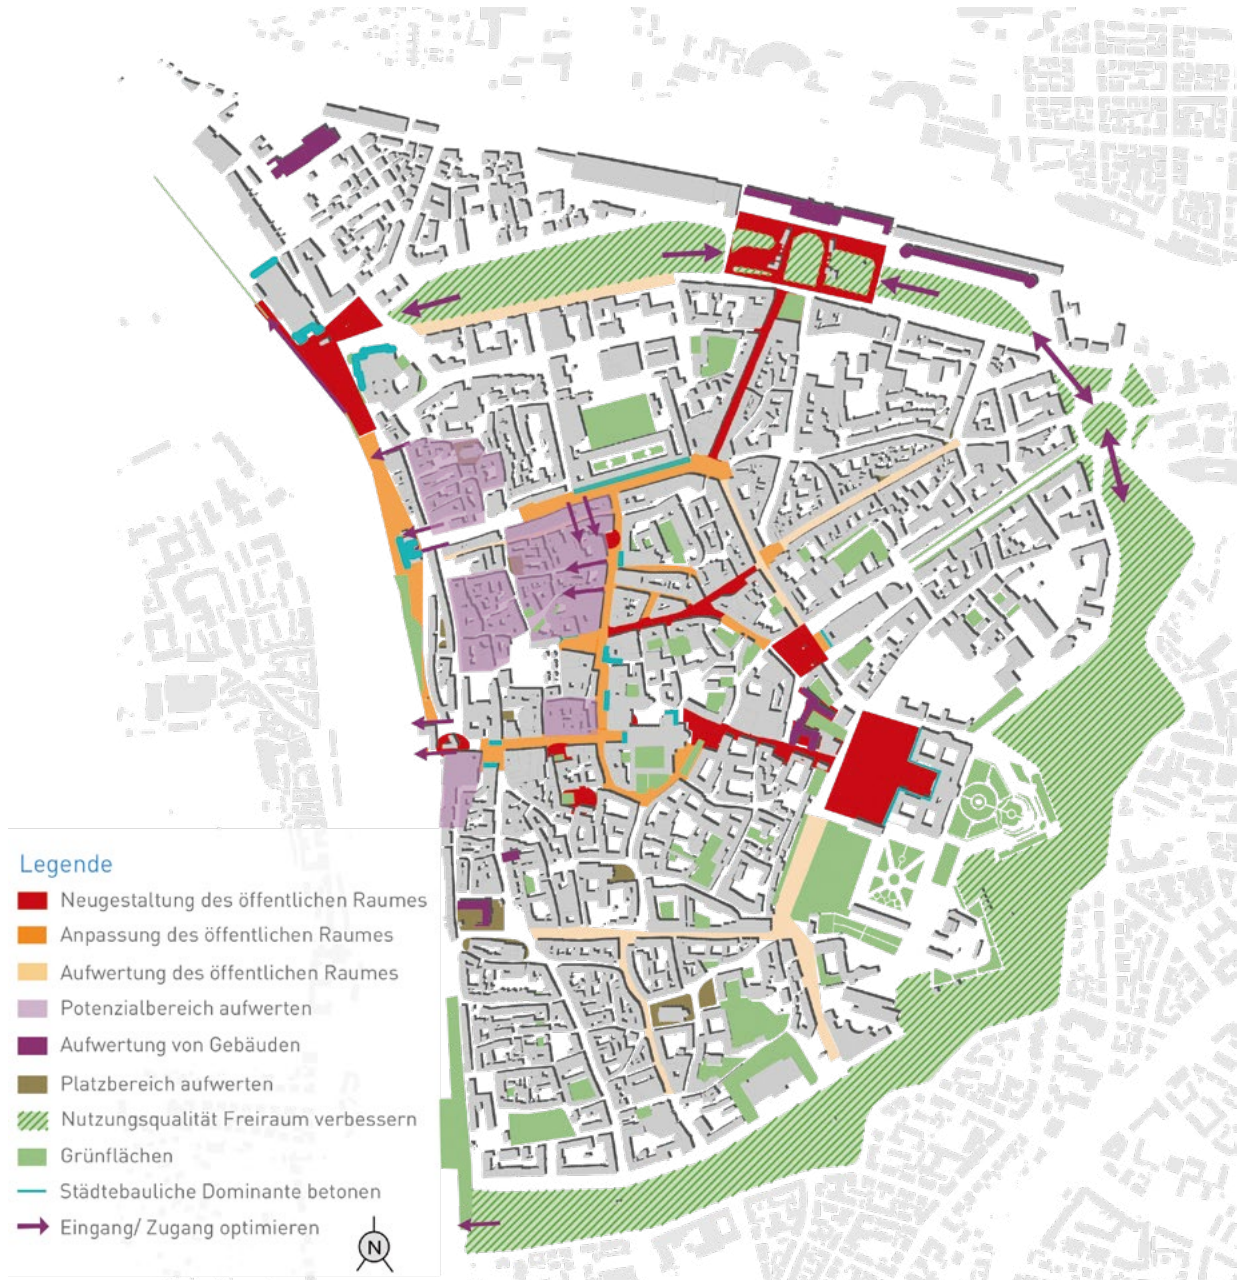 Legende
Neugestaltung des öffentlichen Raumes
Anpassung des öffentlichen Raumes
Aufwertung des öffentlichen Raumes
Potenzialbereich aufwerten
Aufwertung von Gebäuden
Platzbereich aufwerten
Nutzungsqualität Freiraum verbessern
Grünflächen
Städtebauliche Dominante betonen
Eingang/ Zugang optimieren
N